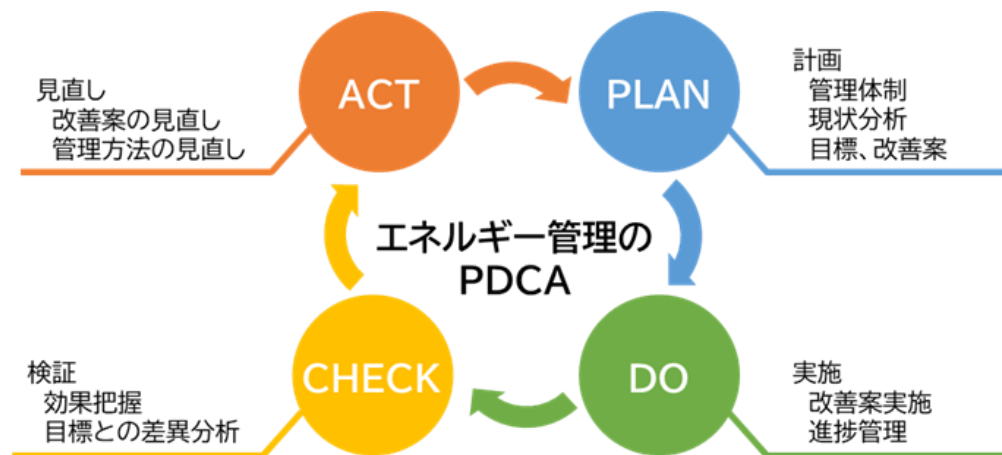 ACT
見直し
改善案の見直し
管理方法の見直し
PLAN
計画
管理体制
現状分析
目標、改善案
エネルギー管理の
PDCA
CHECK
検証
効果把握
目標との差異分析
DO
実施
改善案実施
進捗管理